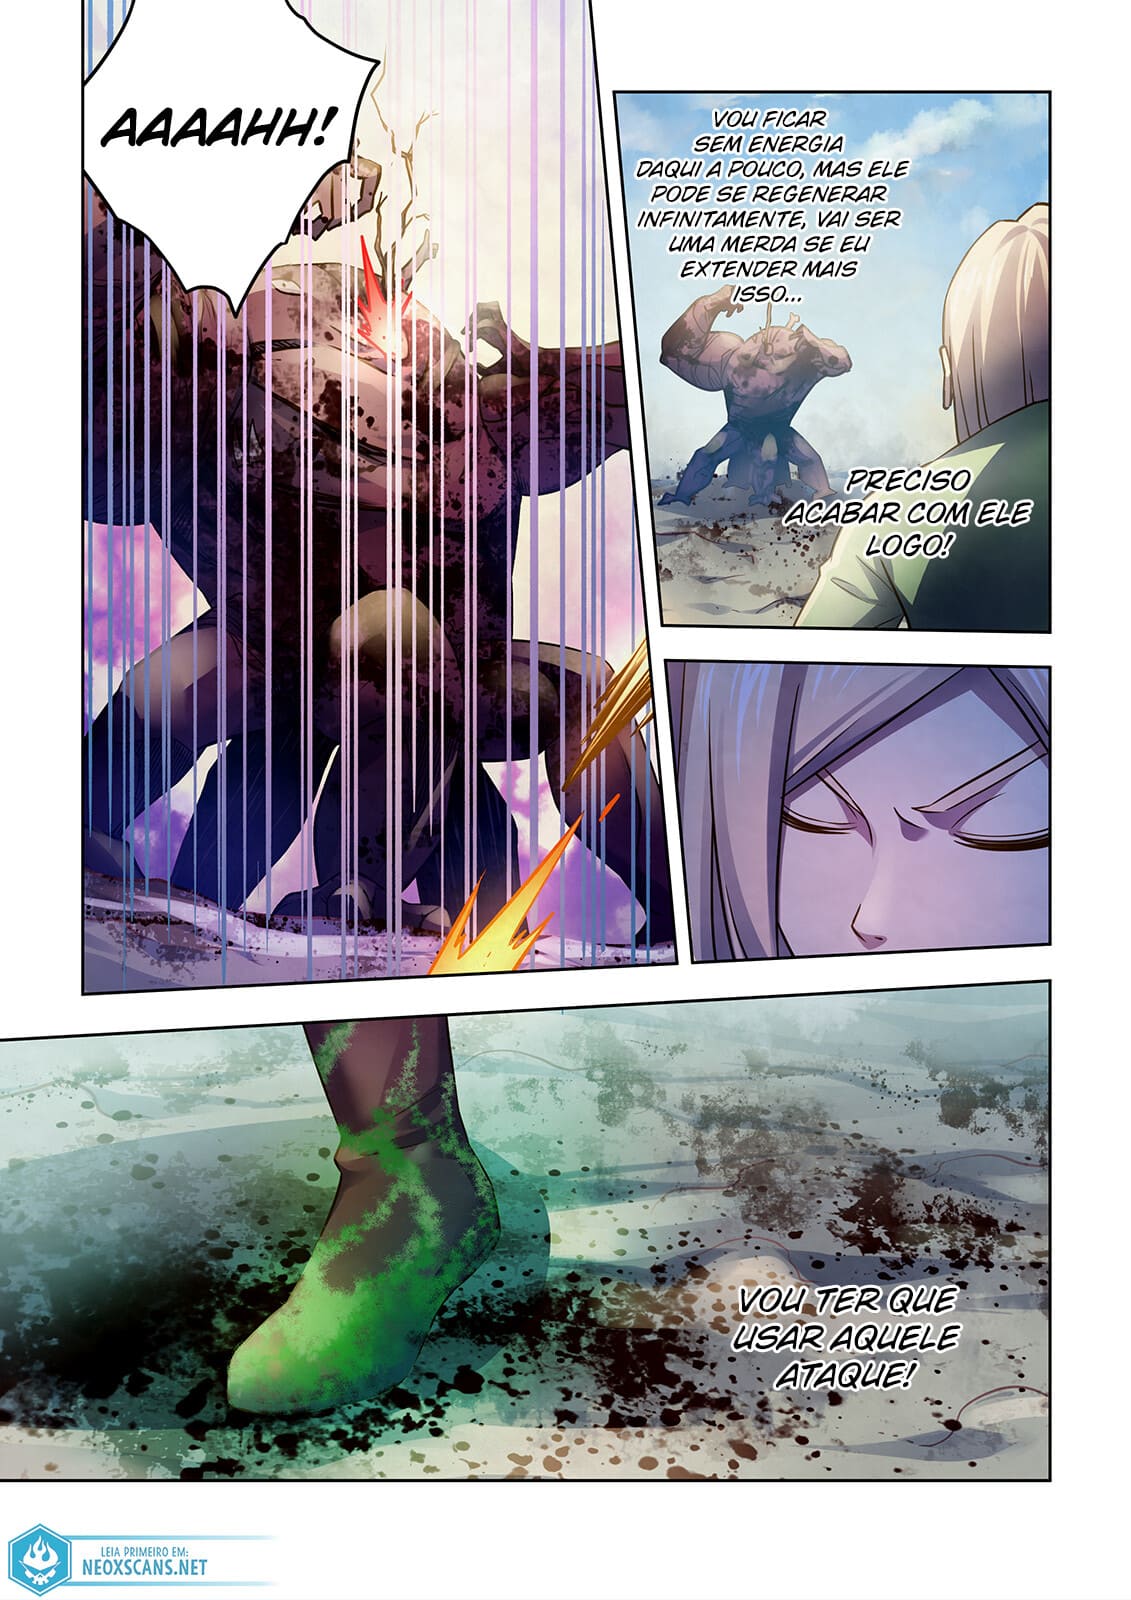 AAAAHH!
VOU FICAR
SEM ENERGIA
DAQUI A POUCO, MAS ELE
PODE SE REGENERAR
INFINITAMENTE, VAI SER
UMA MERDA SE EU
EXTENDER MAIS
ISSO...
PRECISO
ACABAR COM ELE
LOGO!
VOU TER QUE
USAR AQUELE
ATAQUE!
LEIA PRIMEIRO EM:
NEOXSCANS.NET